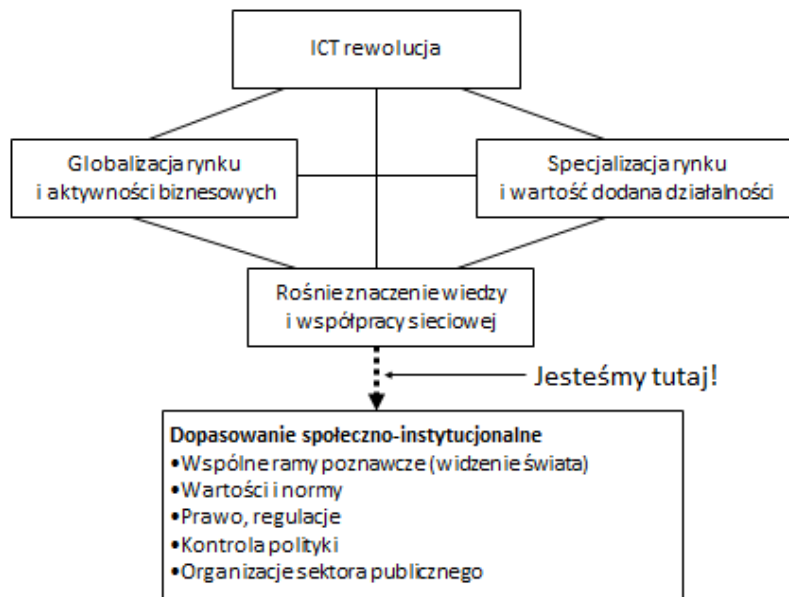 ICT rewolucja
Globalizacja rynku
i aktywności biznesowych
Specjalizacja rynku
i wartość dodana działalności
Rośnie znaczenie wiedzy
i współpracy sieciowej
Jesteśmy tutaj!
Dopasowanie społeczno-instytucjonalne
•Wspólne ramy poznawcze (widzenie świata)
•Wartości i normy
•Prawo, regulacje
•Kontrola polityki
•Organizacje sektora publicznego